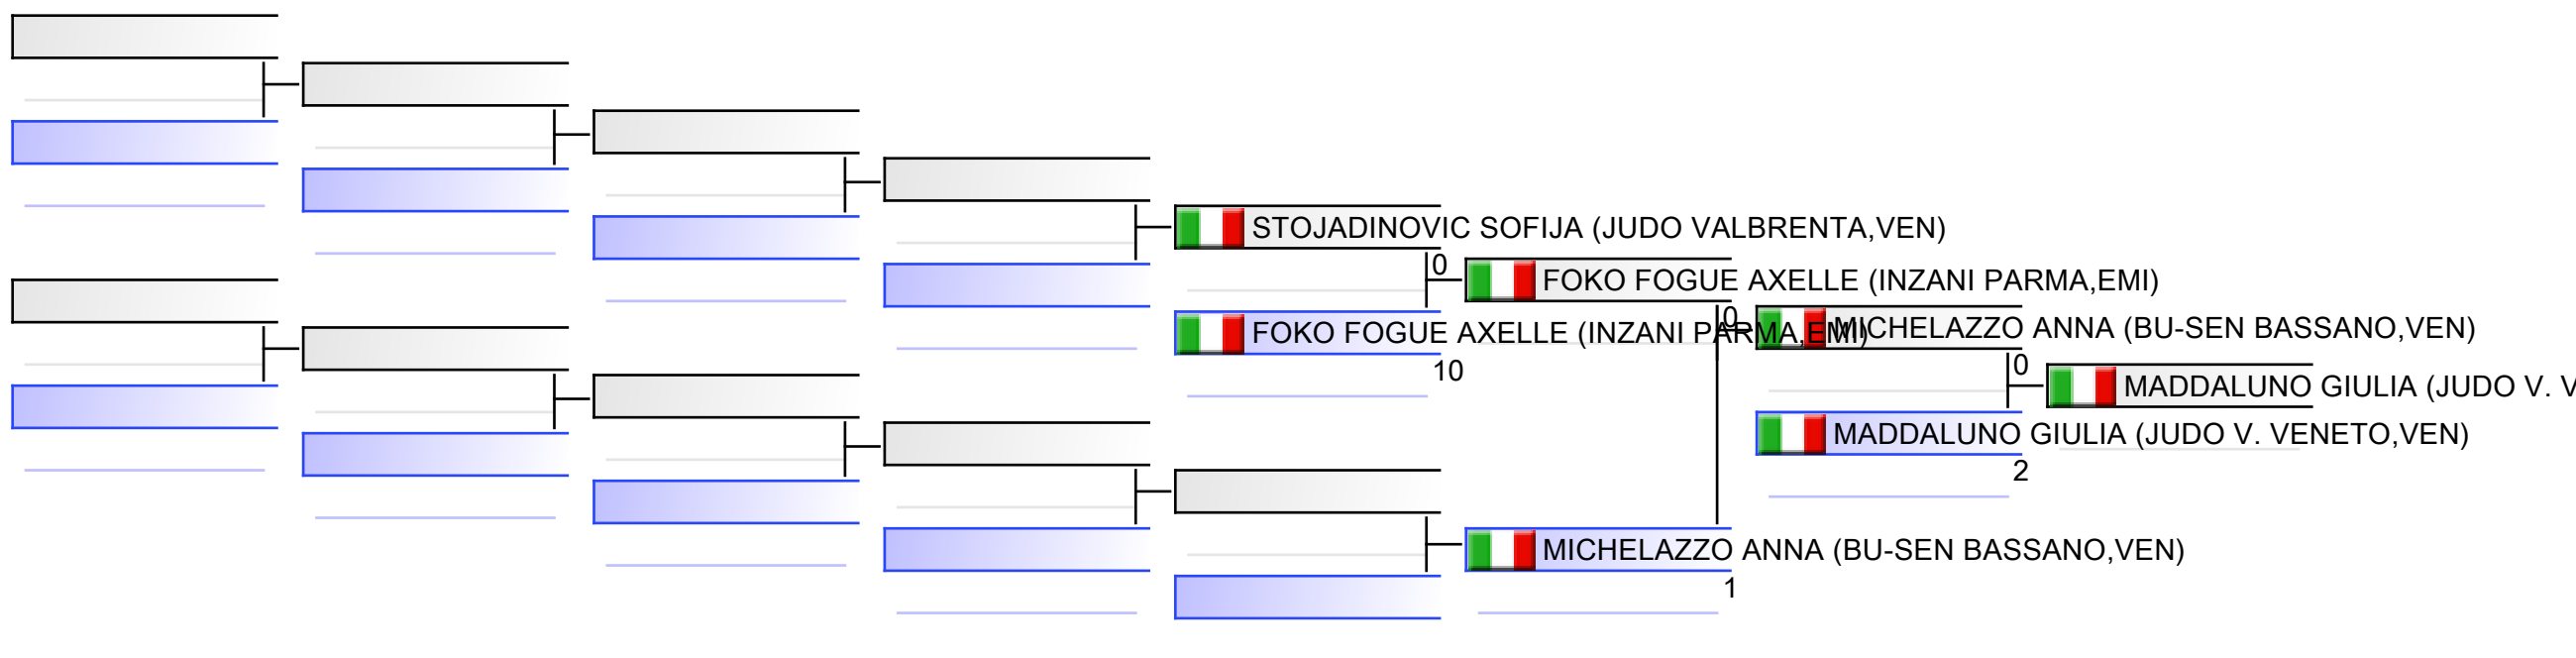 STOJADINOVIC SOFIJA (JUDO VALBRENTA,VEN)
0
FOKO FOGUE AXELLE (INZANI PARMA,EMI)
FOKO FOGUE AXELLE (INZANI PARMA,EMI)
10
0
MICHELAZZO ANNA (BU-SEN BASSANO,VEN)
0
MADDALUNO GIULIA (JUDO V. V
MADDALUNO GIULIA (JUDO V. VENETO,VEN)
2
MICHELAZZO ANNA (BU-SEN BASSANO,VEN)
1